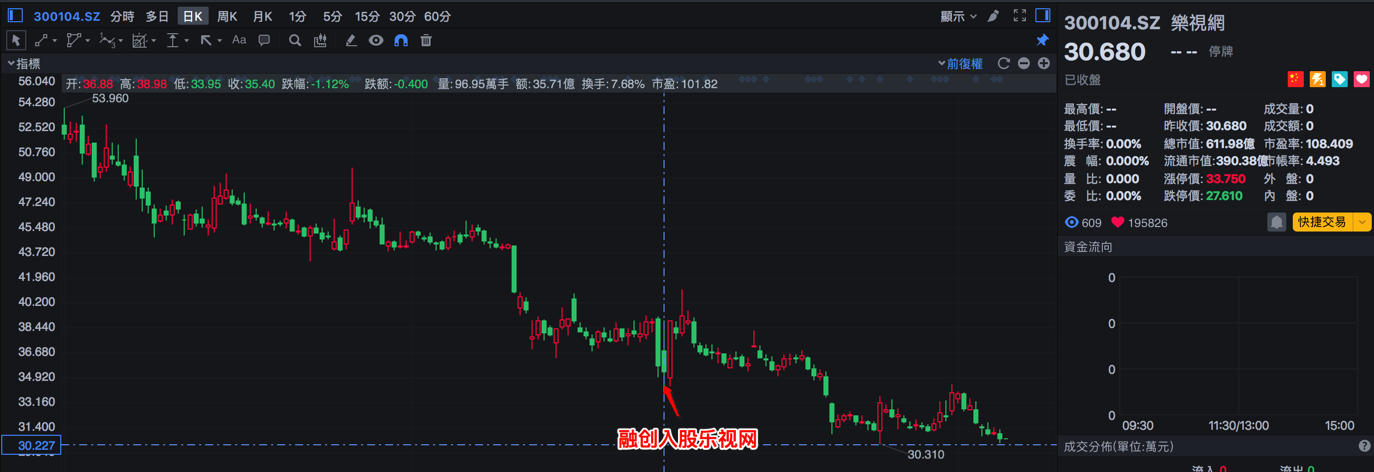 300104.SZ 分時 多日 日K 周K 月K 1分 5分 15分 30分 60分 顯示
Aa
指標 前復權
开:36.88 高:38.98 低:33.95 收:35.40 跌幅:-1.12% 跌额:-0.400 量:96.95萬手 额:35.71億 換手:7.68% 市盈:101.82
56.040
53.960
54.280
52.520
50.760
49.000
47.240
45.480
43.720
41.960
40.200
38.440
36.680
34.920
33.160
31.400
30.227
融创入股乐视网
30.310
300104.SZ 樂視網
30.680 -- -- 停牌
已收盤
最高價: -- 開盤價: -- 成交量: 0
最低價: -- 昨收價: 30.680 成交額: 0
換手率: 0.00% 總市值: 611.98億 市盈率: 108.409
震 幅: 0.000% 流通市值: 390.38億 市帳率: 4.493
量 比: 0.000 漲停價: 33.750 外 盤: 0
委 比: 0.00% 跌停價: 27.610 內 盤: 0
609 195826 快捷交易
資金流向
0
0
0
0
09:30 11:30/13:00 15:00
成交分佈(單位:萬元)
流入 0 流出 0